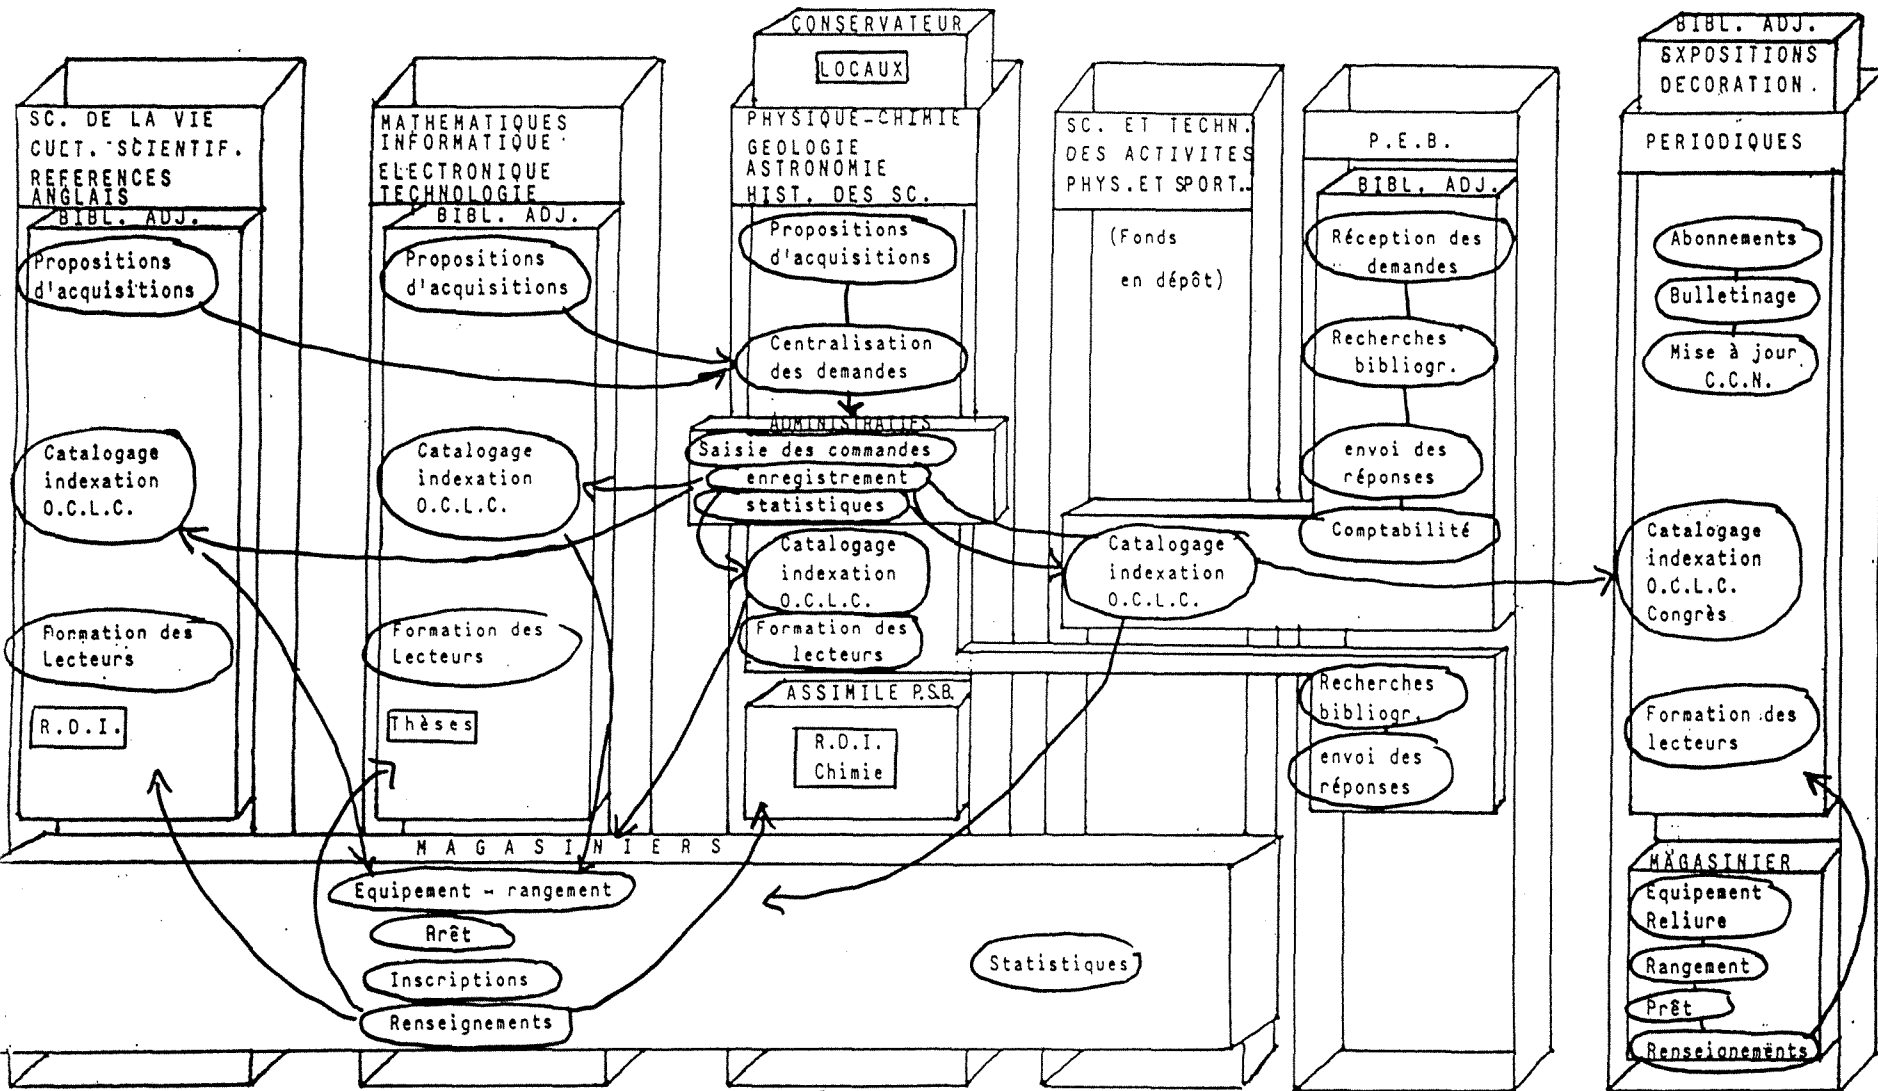 CONSERVATEUR
LOCAUX
BIBL. ADJ.
EXPOSITIONS
DECORATION.
SC. DE LA VIE
CULT. SCIENTIF.
REFERENCES
ANGLAIS
BIBL. ADJ.
Propositions
d'acquisitions
Catalogage
indexation
O.C.L.C.
Formation des
Lecteurs
R.D.I.
MATHEMATIQUES
INFORMATIQUE
ELECTRONIQUE
TECHNOLOGIE
BIBL. ADJ.
Propositions
d'acquisitions
Catalogage
indexation
O.C.L.C.
Formation des
Lecteurs
Thèses
PHYSIQUE-CHIMIE
GEOLOGIE
ASTRONOMIE
HIST. DES SC.
Propositions
d'acquisitions
Centralisation
des demandes
ADMINISTRATIFS
Saisie des commandes
enregistrement
statistiques
Catalogage
indexation
O.C.L.C.
Formation des
lecteurs
ASSIMILE P.S.B.
R.D.I.
Chimie
SC. ET TECHN.
DES ACTIVITES
PHYS. ET SPORT.
(Fonds
en dépôt)
Catalogage
indexation
O.C.L.C.
P.E.B.
BIBL. ADJ.
Réception des
demandes
Recherches
bibliogr.
envoi des
réponses
Comptabilité
Recherches
bibliogr.
envoi des
réponses
PERIODIQUES
Abonnements
Bulletinage
Mise à jour
C.C.N.
Catalogage
indexation
O.C.L.C.
Congrès
Formation des
lecteurs
MAGASINIER
Equipement
Reliure
Rangement
Prêt
Renseignements
MAGASINIERS
Equipement - rangement
Prêt
Inscriptions
Renseignements
Statistiques